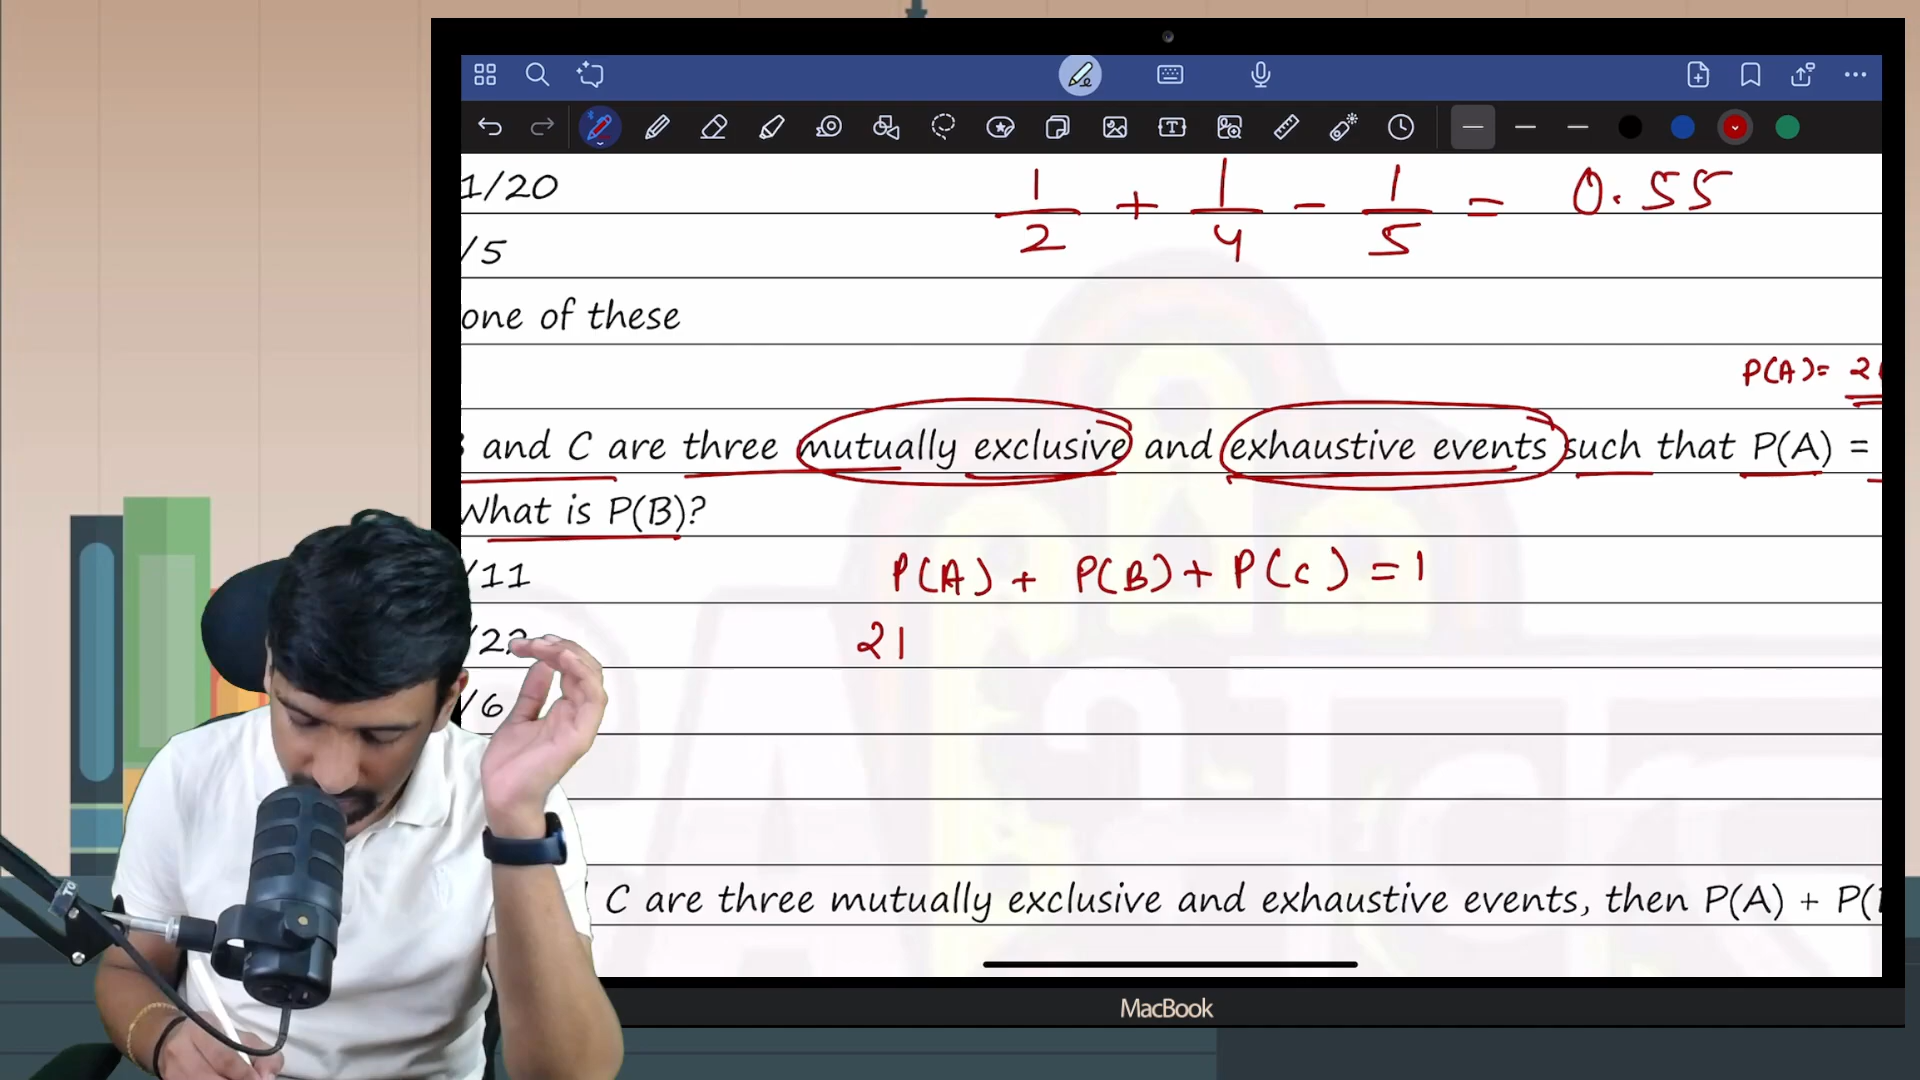 1/20
1/2 + 1/4 - 1/5 = 0.55
/5
one of these
P(A)= 2
and C are three mutually exclusive and exhaustive events such that P(A) =
What is P(B)?
/11
P(A) + P(B) + P(C) = 1
/22
21
/6
C are three mutually exclusive and exhaustive events, then P(A) + P(
MacBook